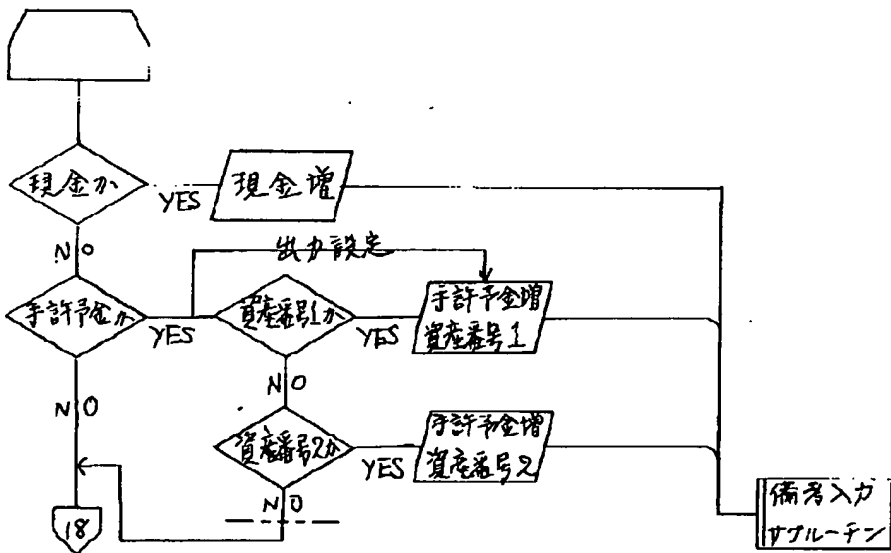 現金か
YES
現金増
NO
出力設定
手許予金か
YES
資産番号1か
YES
手許予金増
資産番号1
NO
NO
資産番号2か
YES
手許予金増
資産番号2
NO
18
備考入力
サブルーチン